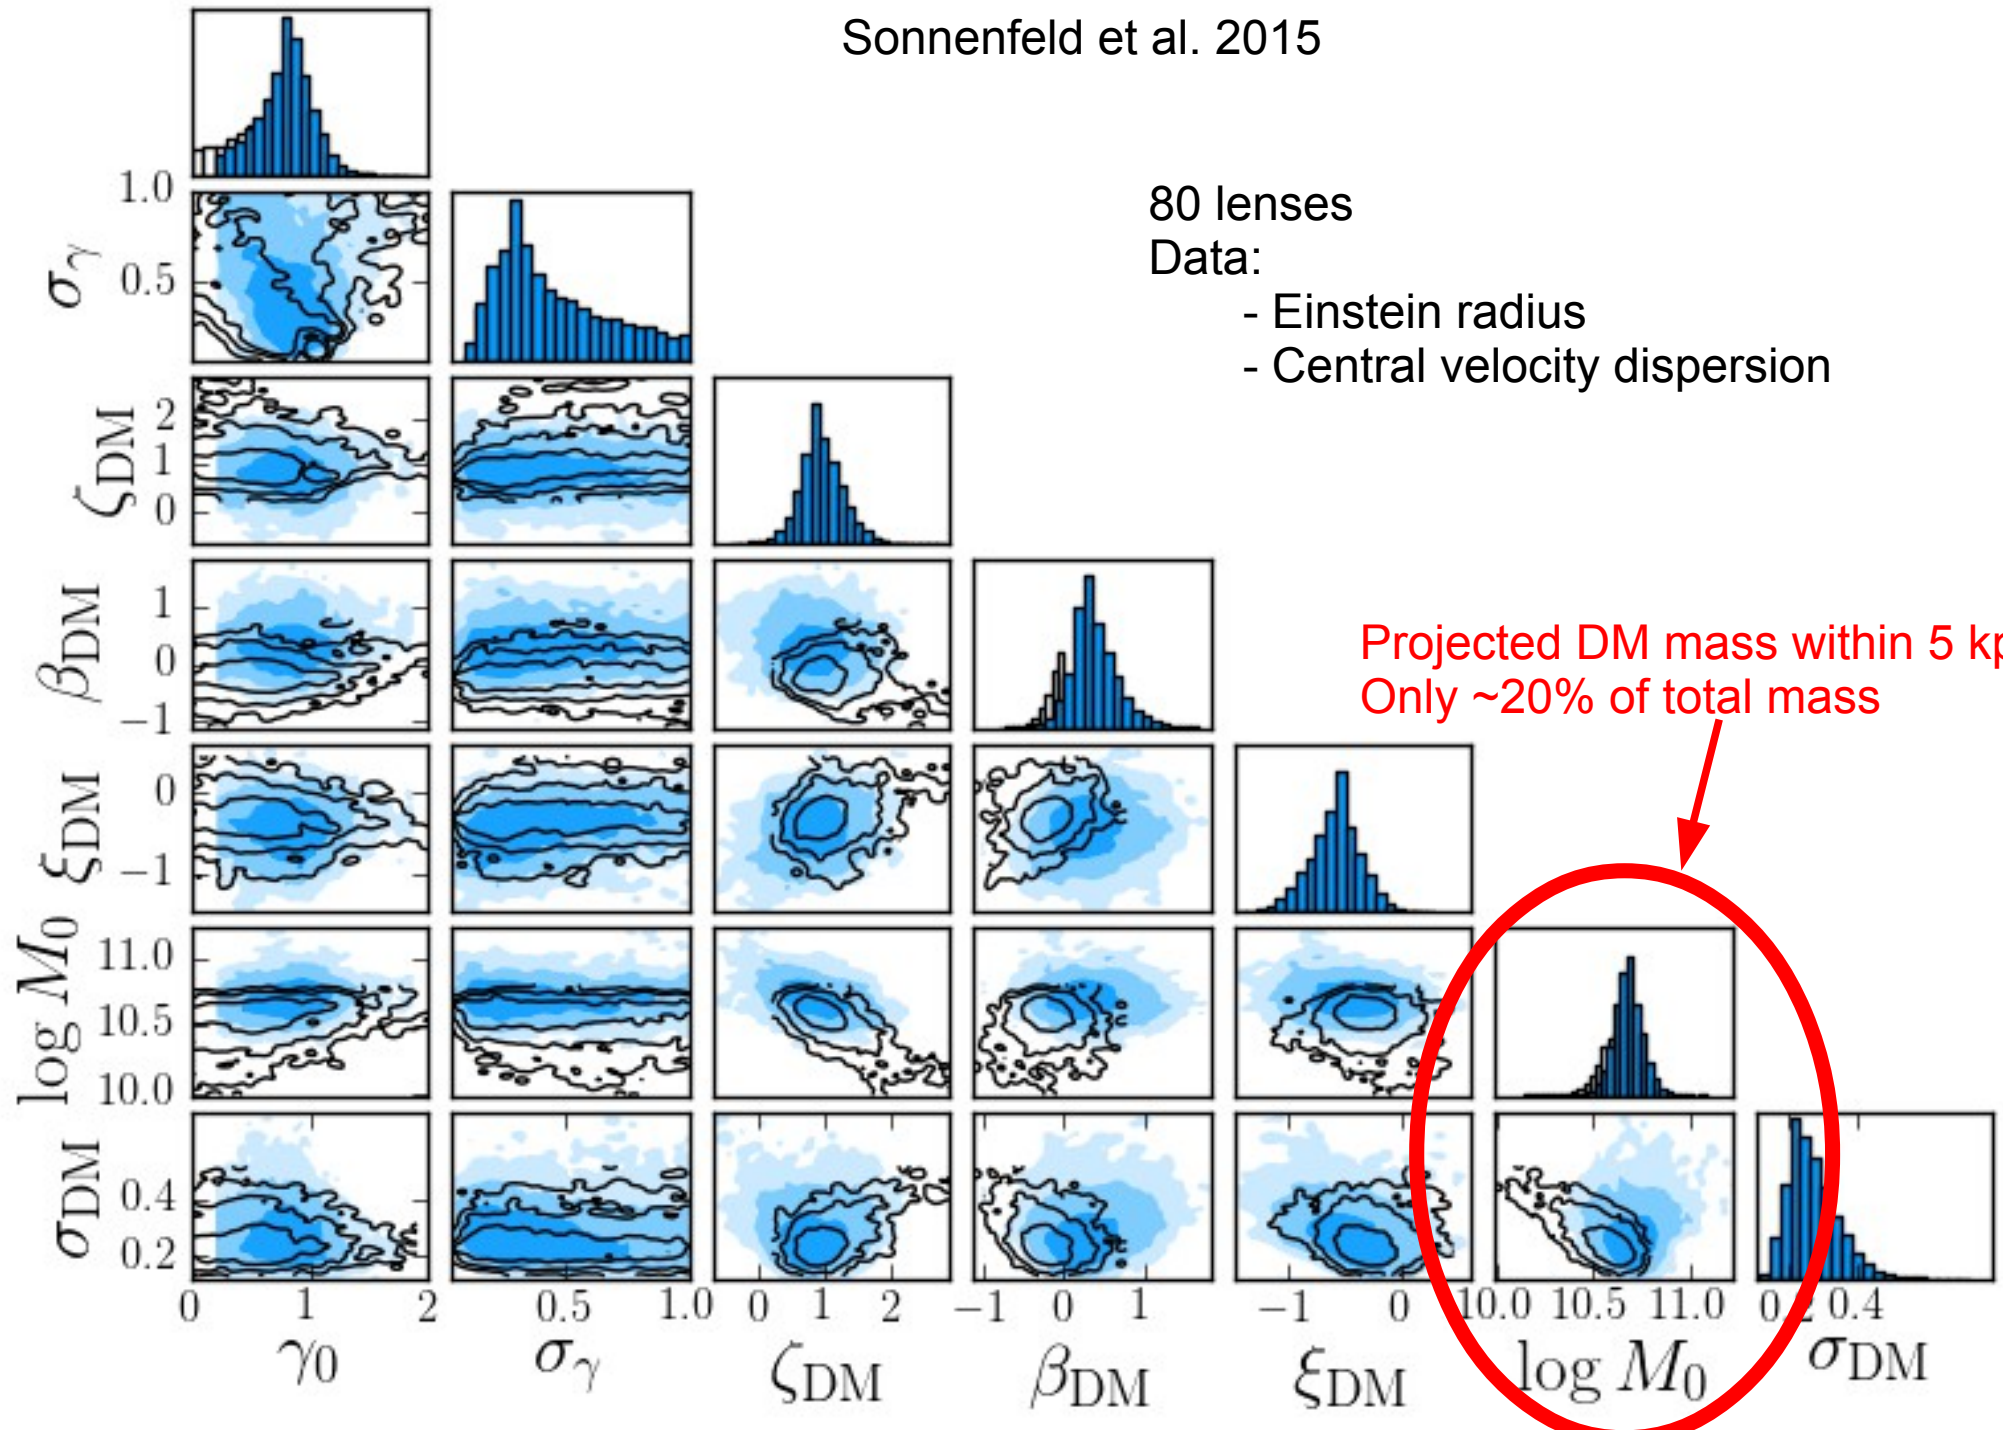 Sonnenfeld et al. 2015
80 lenses
Data:
- Einstein radius
- Central velocity dispersion
Projected DM mass within 5 kp
Only ~20% of total mass
1.0
0.5
σγ
2
1
0
ζDM
1
0
−1
βDM
0
−1
ξDM
11.0
10.5
10.0
log M0
0.4
0.2
σDM
0 1 2
0.5 1.0
0 1 2
−1 0 1
−1 0
10.0 10.5 11.0
0.2 0.4
γ0
σγ
ζDM
βDM
ξDM
log M0
σDM